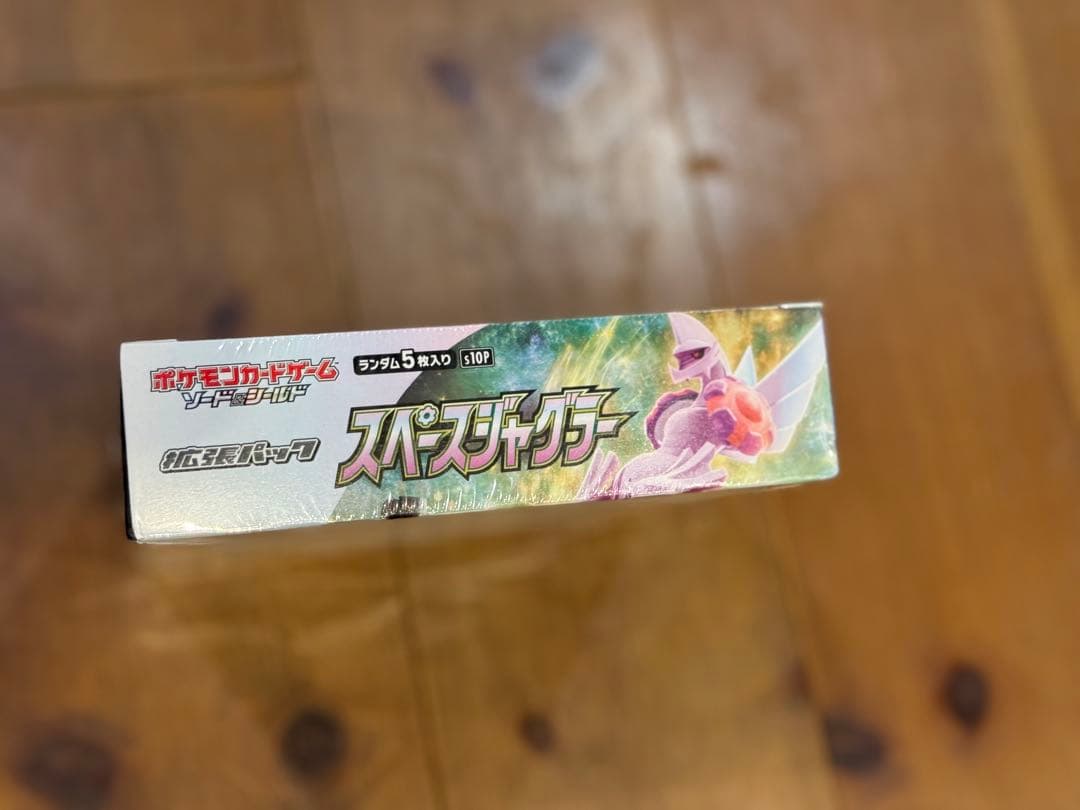 ポケモンカードゲーム
ソード&シールド
ランダム5枚入り s10P
拡張パック
スペースジャグラー